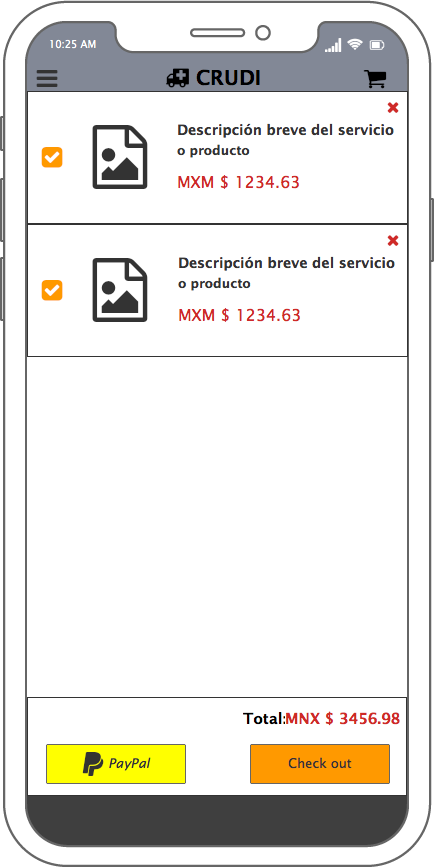 10:25 AM
CRUDI
Descripción breve del servicio
o producto
MXM $ 1234.63
Descripción breve del servicio
o producto
MXM $ 1234.63
Total:MNX $ 3456.98
PayPal
Check out